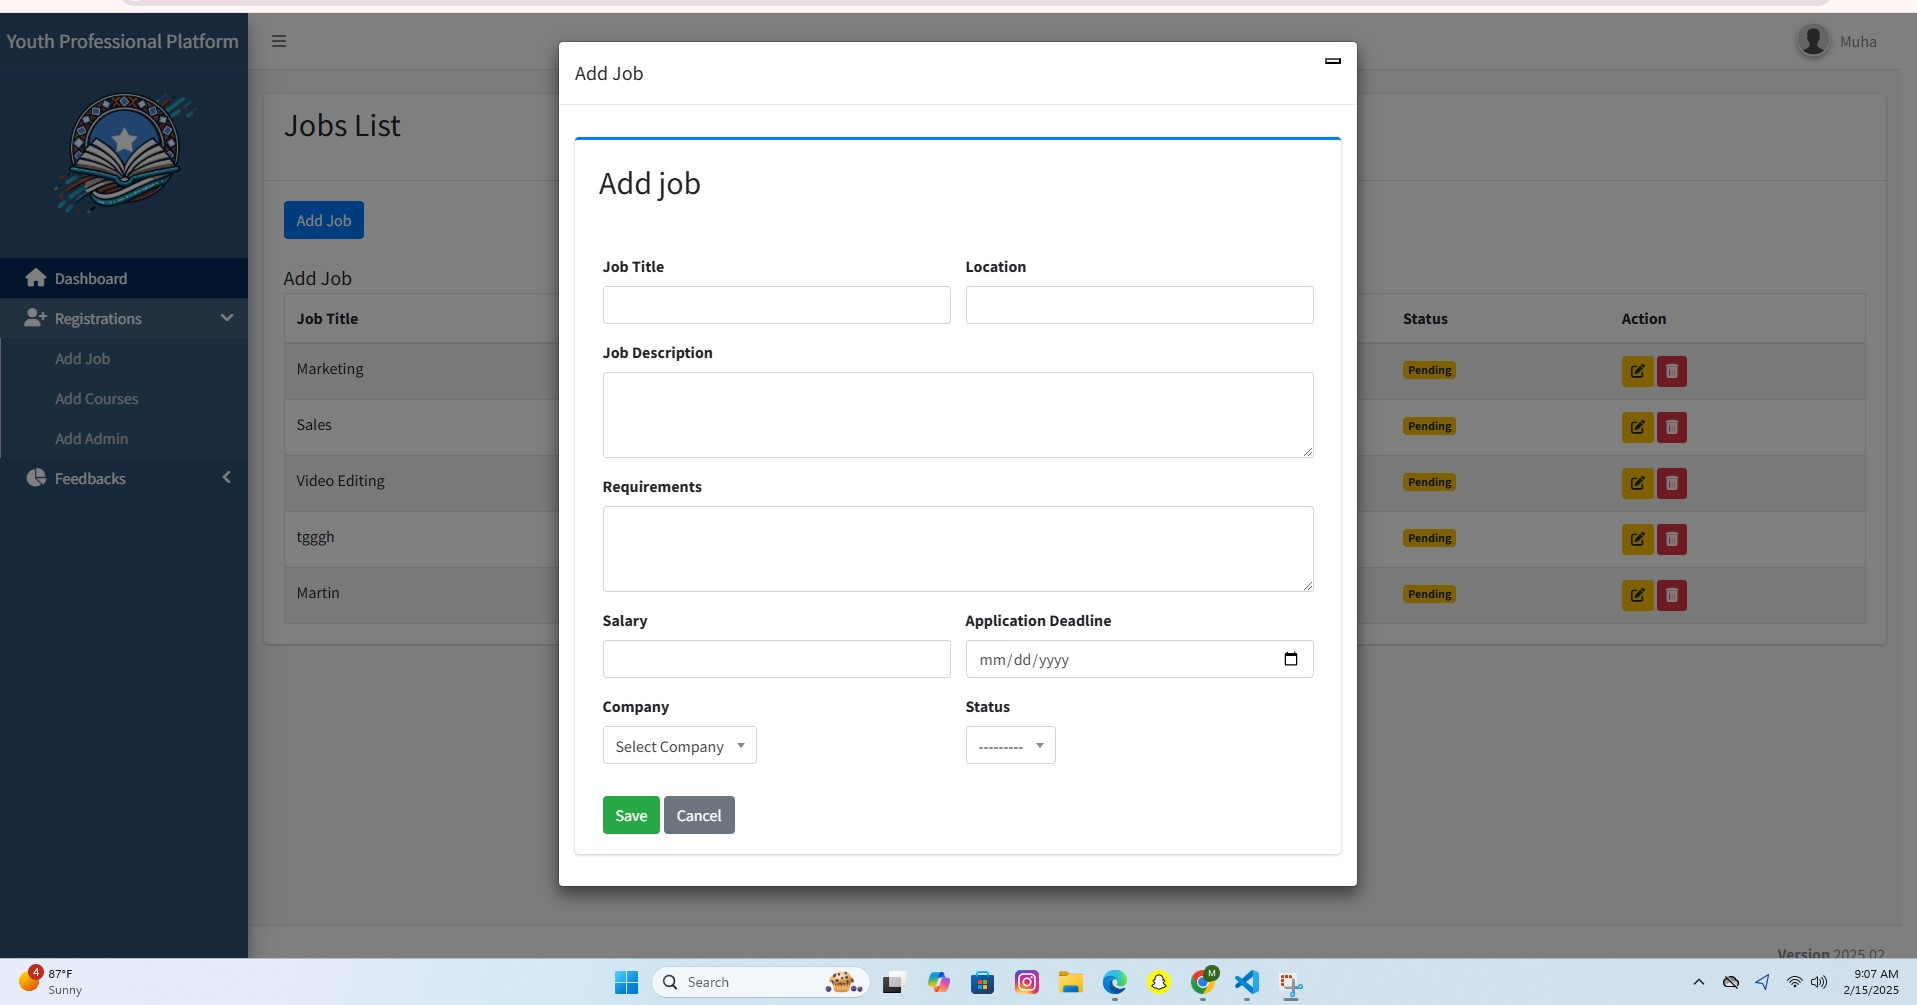 Youth Professional Platform
Muha
Dashboard
Registrations
Add Job
Add Courses
Add Admin
Feedbacks
Jobs List
Add Job
Add Job
Job Title
Status
Action
Marketing
Pending
Sales
Pending
Video Editing
Pending
tgggh
Pending
Martin
Pending
Add Job
Add job
Job Title
Location
Job Description
Requirements
Salary
Application Deadline
mm/dd/yyyy
Company
Status
Select Company
---------
Save
Cancel
Version 2025.02
4
87°F
Sunny
Search
M
9:07 AM
2/15/2025